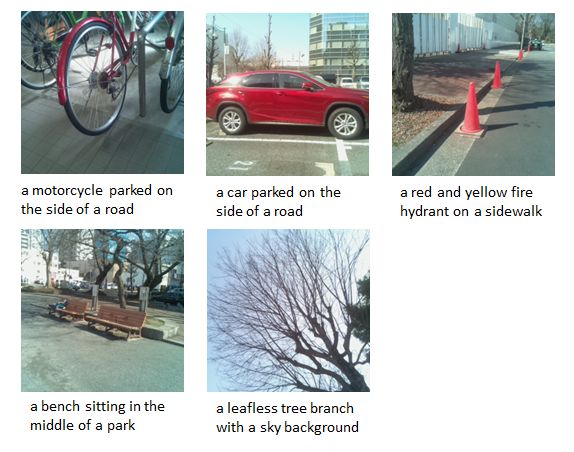 a motorcycle parked on
the side of a road
a car parked on the
side of a road
a red and yellow fire
hydrant on a sidewalk
a bench sitting in the
middle of a park
a leafless tree branch
with a sky background